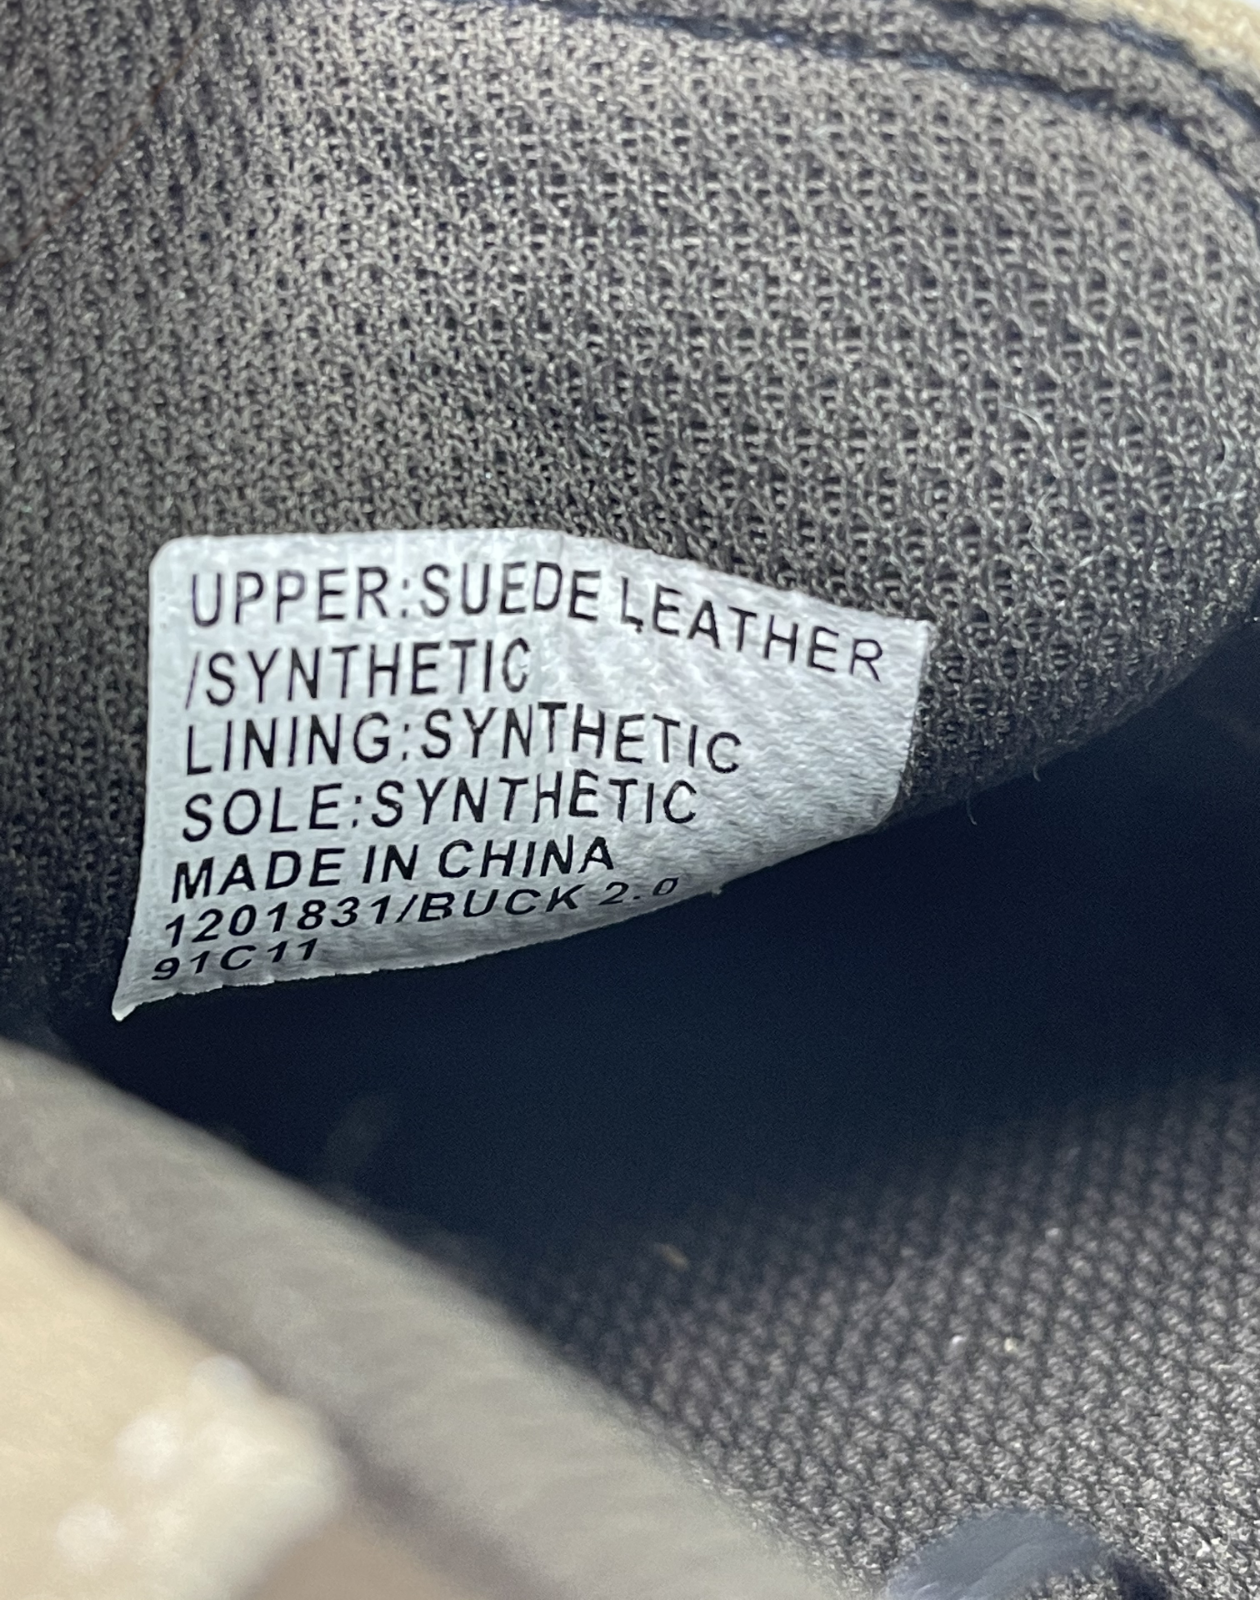 UPPER:SUEDE LEATHER
/SYNTHETIC
LINING:SYNTHETIC
SOLE:SYNTHETIC
MADE IN CHINA
1201831/BUCK 2.0
91C11